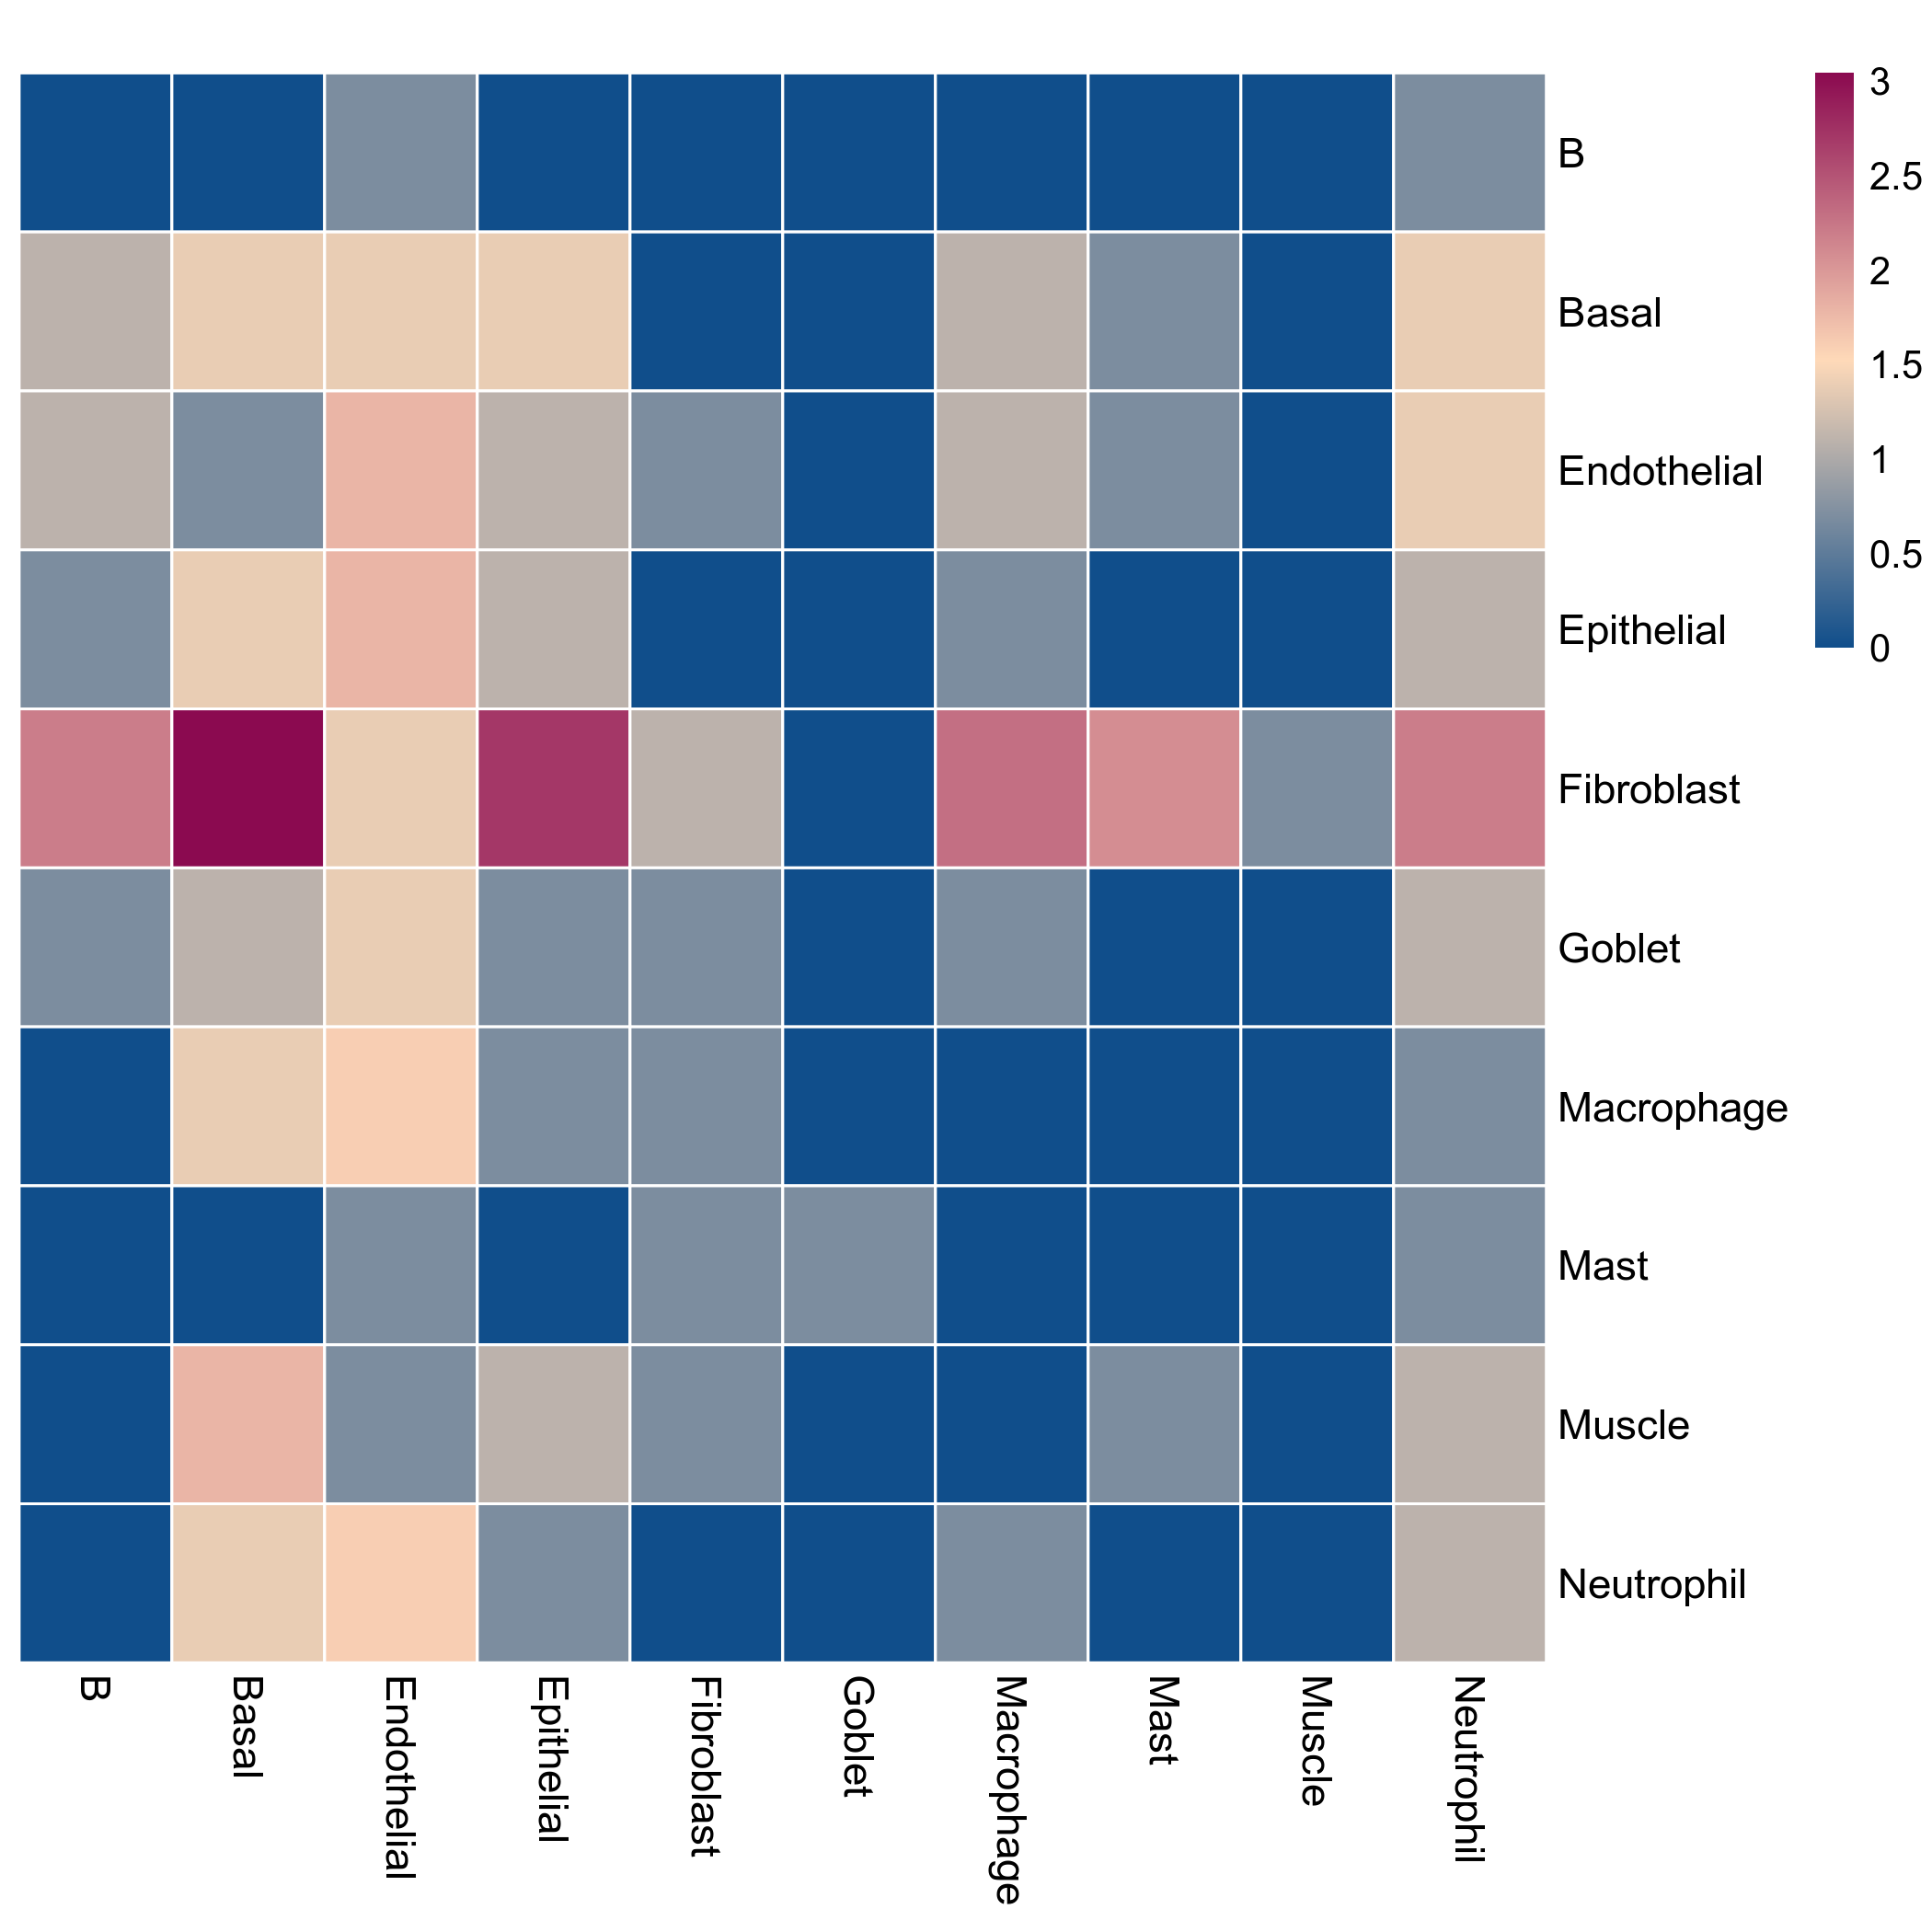 3
2.5
2
1.5
1
0.5
0
B
Basal
Endothelial
Epithelial
Fibroblast
Goblet
Macrophage
Mast
Muscle
Neutrophil
B
Basal
Endothelial
Epithelial
Fibroblast
Goblet
Macrophage
Mast
Muscle
Neutrophil